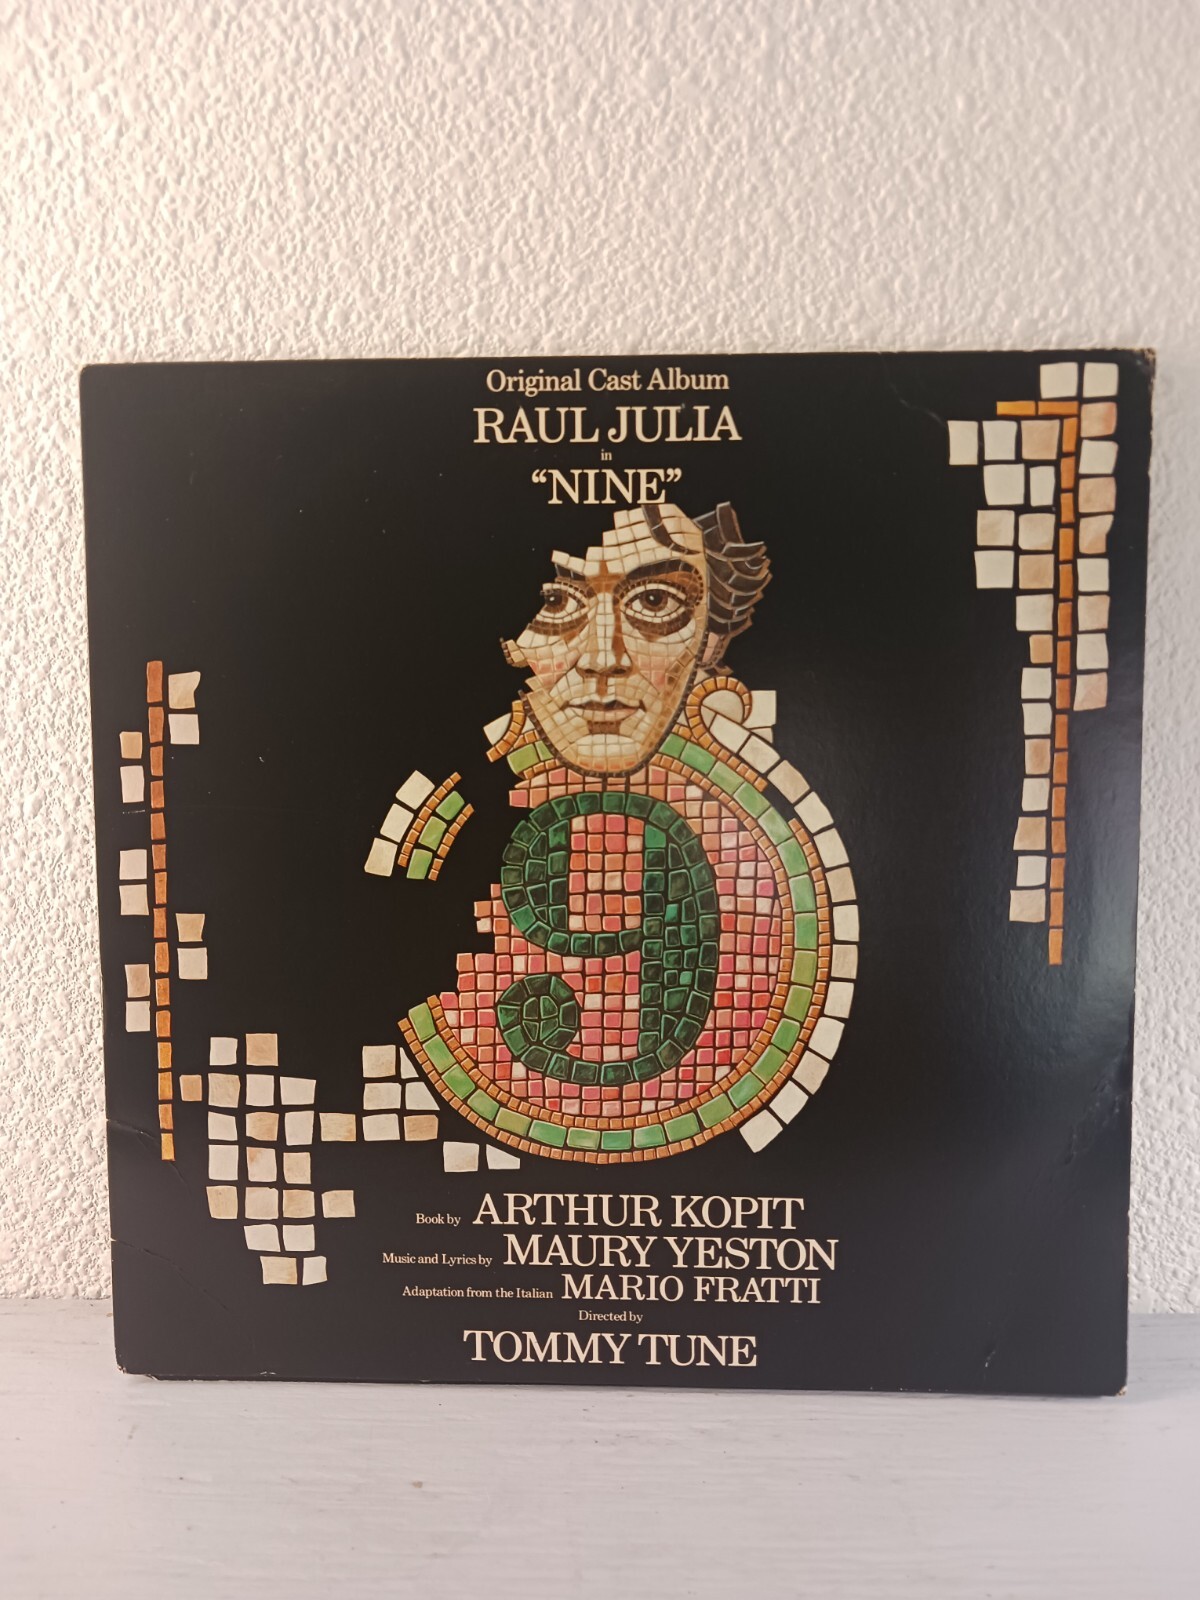 Original Cast Album
RAUL JULIA
in
“NINE”
9
Book by ARTHUR KOPIT
Music and Lyrics by MAURY YESTON
Adaptation from the Italian MARIO FRATTI
Directed by
TOMMY TUNE